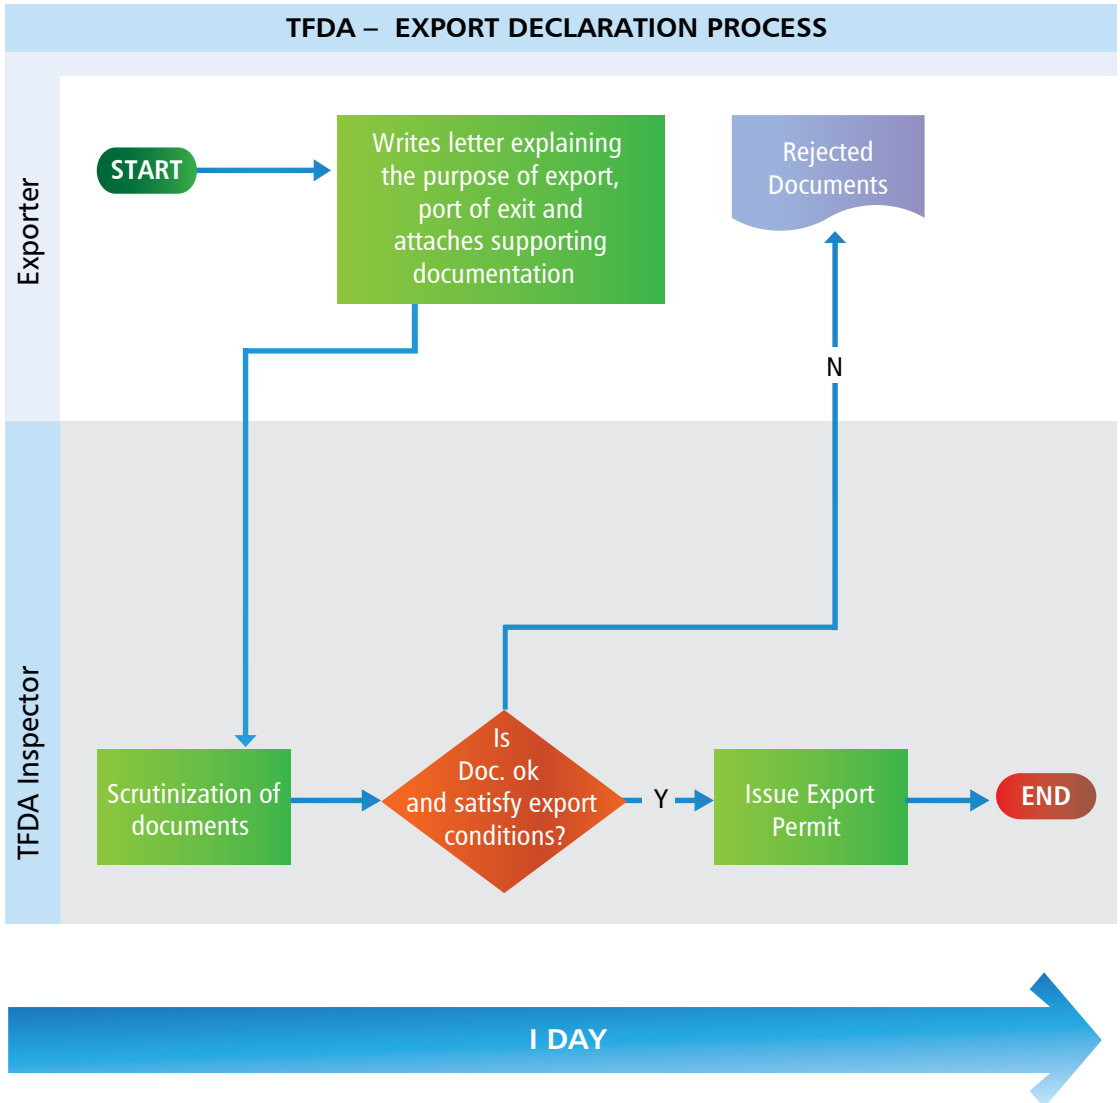 TFDA – EXPORT DECLARATION PROCESS
Exporter
START
Writes letter explaining
the purpose of export,
port of exit and
attaches supporting
documentation
Rejected
Documents
N
TFDA Inspector
Scrutinization of
documents
Is
Doc. ok
and satisfy export
conditions?
Y
Issue Export
Permit
END
I DAY